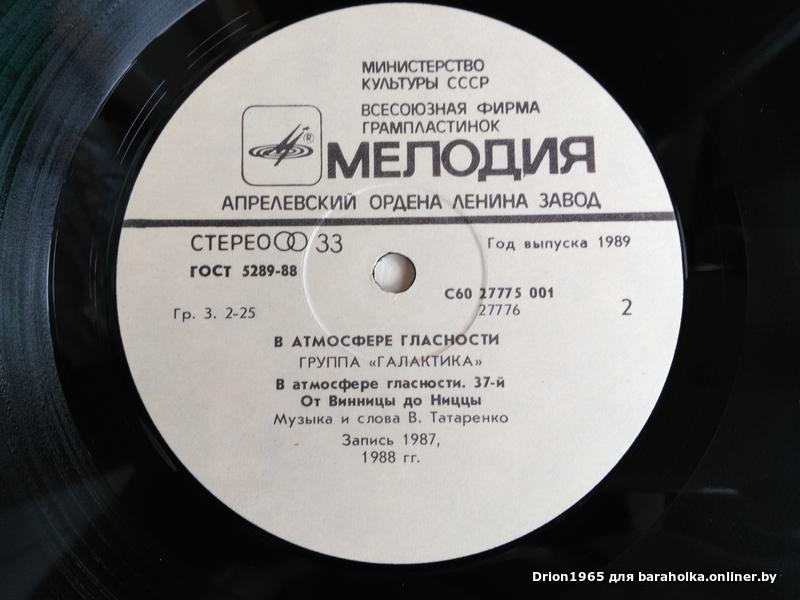 МИНИСТЕРСТВО
КУЛЬТУРЫ СССР
ВСЕСОЮЗНАЯ ФИРМА
ГРАМПЛАСТИНОК
®
МЕЛОДИЯ
АПРЕЛЕВСКИЙ ОРДЕНА ЛЕНИНА ЗАВОД
СТЕРЕО 33
Год выпуска 1989
ГОСТ 5289-88
С60 27775 001
Гр. 3. 2-25
27776
2
В АТМОСФЕРЕ ГЛАСНОСТИ
ГРУППА «ГАЛАКТИКА»
В атмосфере гласности. 37-й
От Винницы до Ниццы
Музыка и слова В. Татаренко
Запись 1987,
1988 гг.
Drion1965 для baraholka.onliner.by